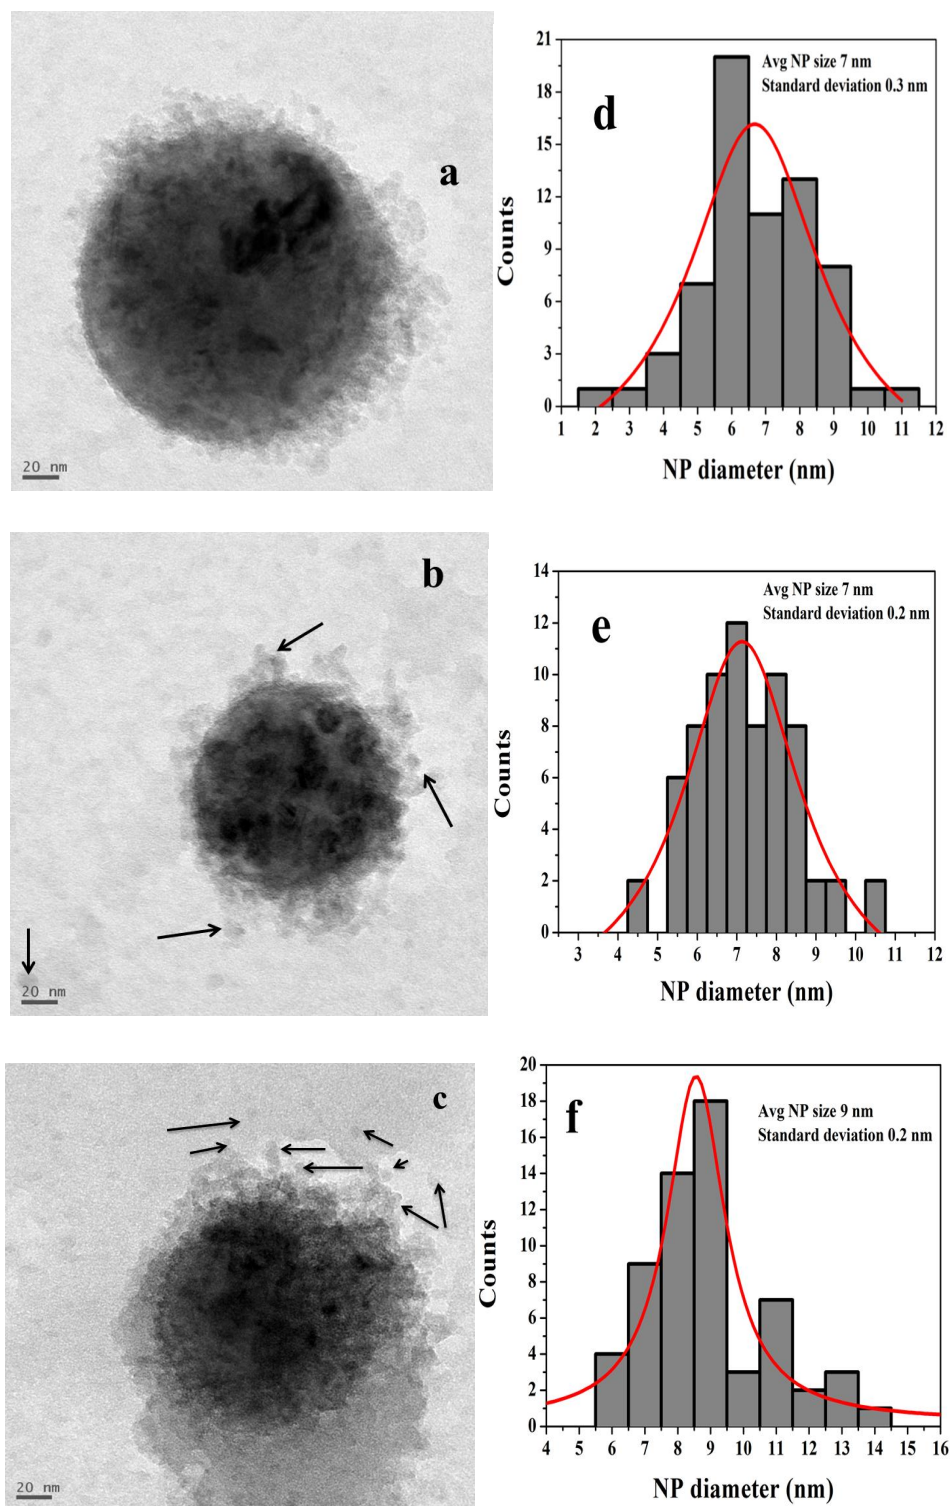 a
20 nm
21
18
15
12
9
6
3
0
Counts
d
Avg NP size 7 nm
Standard deviation 0.3 nm
1 2 3 4 5 6 7 8 9 10 11 12
NP diameter (nm)
b
20 nm
14
12
10
8
6
4
2
0
Counts
e
Avg NP size 7 nm
Standard deviation 0.2 nm
3 4 5 6 7 8 9 10 11 12
NP diameter (nm)
c
20 nm
20
18
16
14
12
10
8
6
4
2
0
Counts
f
Avg NP size 9 nm
Standard deviation 0.2 nm
4 5 6 7 8 9 10 11 12 13 14 15 16
NP diameter (nm)